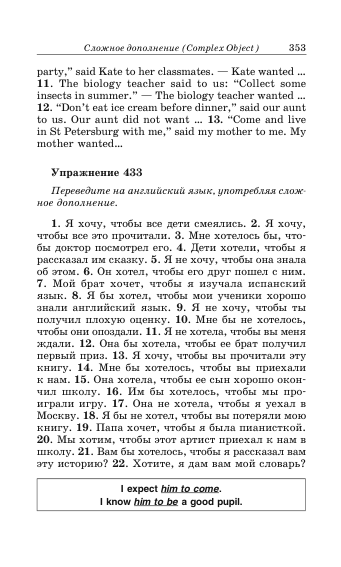 Сложное дополнение (Complex Object)
353
party,” said Kate to her classmates. — Kate wanted ...
11. The biology teacher said to us: “Collect some
insects in summer.” — The biology teacher wanted ...
12. “Don’t eat ice cream before dinner,” said our aunt
to us. Our aunt did not want ... 13. “Come and live
in St Petersburg with me,” said my mother to me. My
mother wanted...
Упражнение 433
Переведите на английский язык, употребляя слож-
ное дополнение.
1. Я хочу, чтобы все дети смеялись. 2. Я хочу,
чтобы все это прочитали. 3. Мне хотелось бы, что-
бы доктор посмотрел его. 4. Дети хотели, чтобы я
рассказал им сказку. 5. Я не хочу, чтобы она знала
об этом. 6. Он хотел, чтобы его друг пошел с ним.
7. Мой брат хочет, чтобы я изучала испанский
язык. 8. Я бы хотел, чтобы мои ученики хорошо
знали английский язык. 9. Я не хочу, чтобы ты
получил плохую оценку. 10. Мне бы не хотелось,
чтобы они опоздали. 11. Я не хотела, чтобы вы меня
ждали. 12. Она бы хотела, чтобы ее брат получил
первый приз. 13. Я хочу, чтобы вы прочитали эту
книгу. 14. Мне бы хотелось, чтобы вы приехали
к нам. 15. Она хотела, чтобы ее сын хорошо окон-
чил школу. 16. Им бы хотелось, чтобы мы про-
играли игру. 17. Она не хотела, чтобы я уехал в
Москву. 18. Я бы не хотел, чтобы вы потеряли мою
книгу. 19. Папа хочет, чтобы я была пианисткой.
20. Мы хотим, чтобы этот артист приехал к нам в
школу. 21. Вам бы хотелось, чтобы я рассказал вам
эту историю? 22. Хотите, я дам вам мой словарь?
I expect him to come.
I know him to be a good pupil.